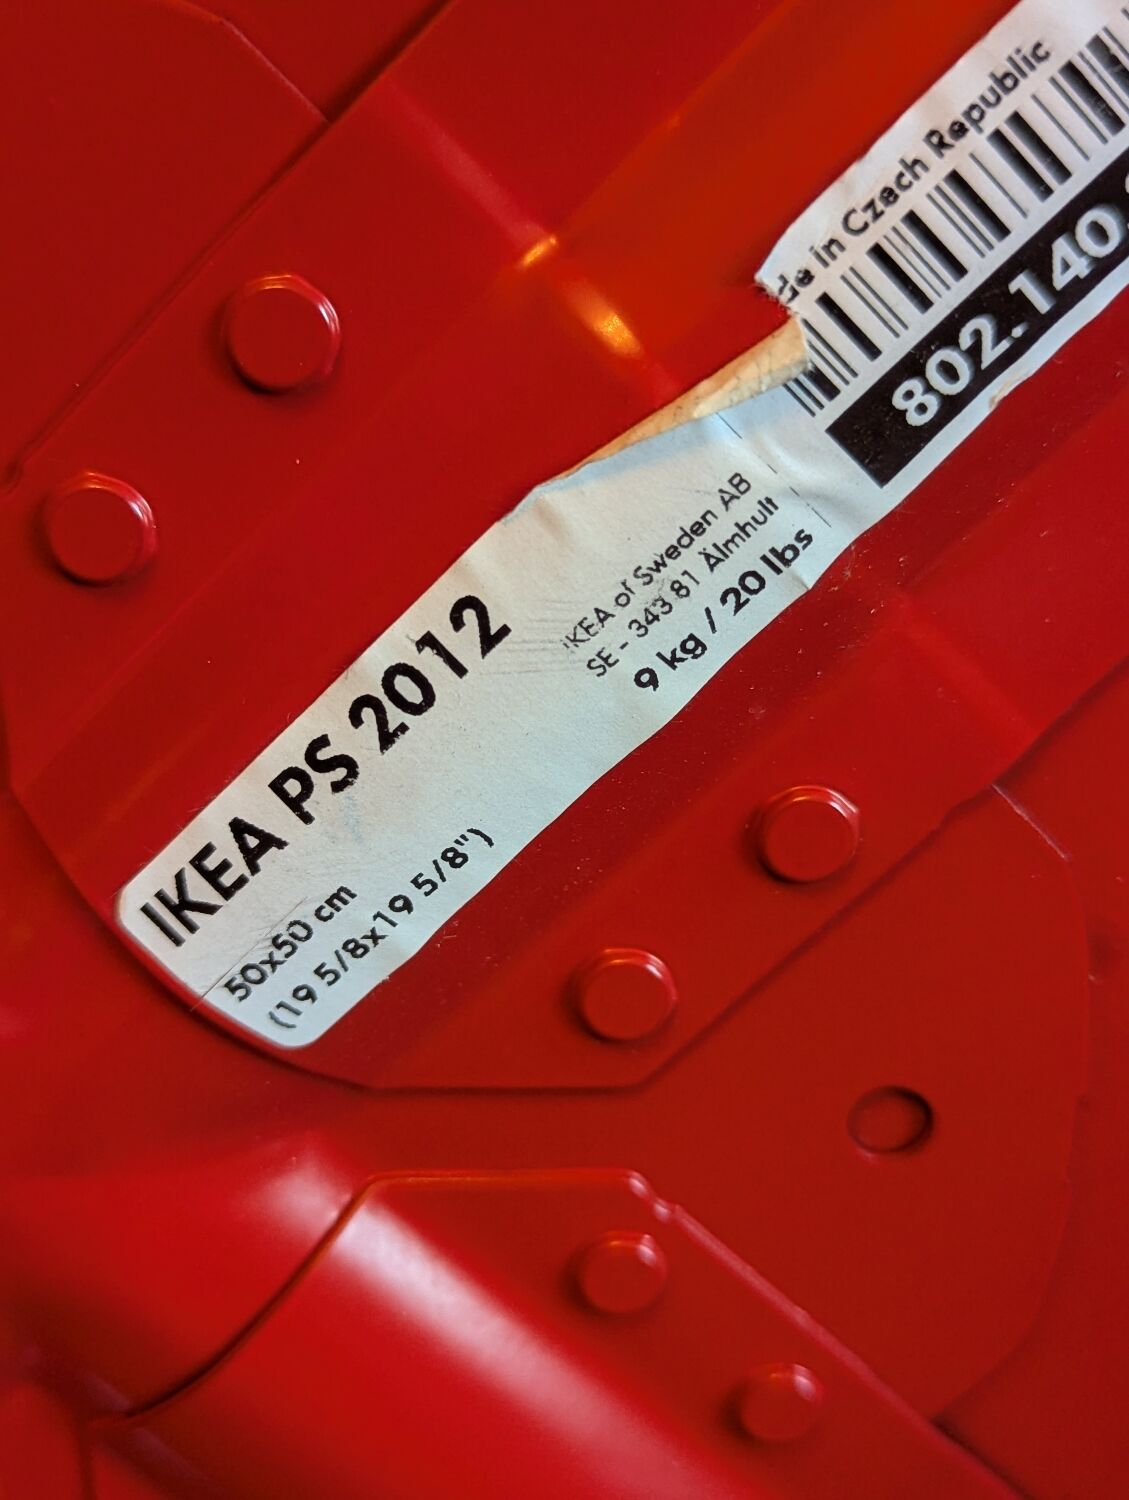 IKEA PS 2012
50x50 cm
(19 5/8x19 5/8")
IKEA of Sweden AB
SE - 343 81 Älmhult
9 kg / 20 lbs
in Czech Republic
802.140.